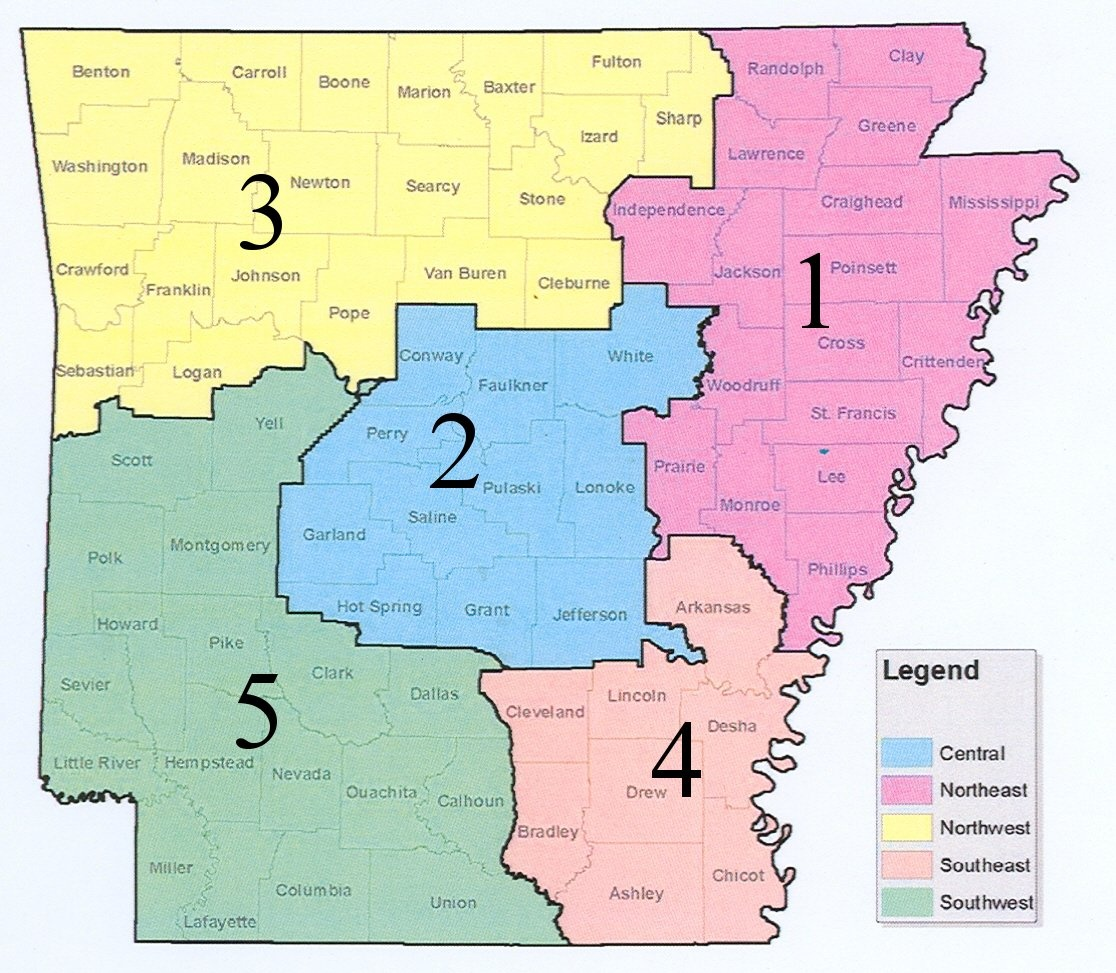 Benton
Carroll
Boone
Marion
Baxter
Fulton
Randolph
Clay
Sharp
Izard
Greene
Lawrence
Washington
Madison
Newton
Searcy
Stone
3
Independence
Craighead
Mississippi
Crawford
Franklin
Johnson
Van Buren
Cleburne
Jackson
1
Poinsett
Pope
Cross
Sebastian
Logan
Conway
Faulkner
White
Woodruff
Crittenden
St. Francis
Yell
Perry
2
Scott
Pulaski
Lonoke
Prairie
Lee
Monroe
Saline
Garland
Polk
Montgomery
Phillips
Hot Spring
Grant
Jefferson
Arkansas
Howard
Pike
Clark
Sevier
Dallas
5
Cleveland
Lincoln
Desha
4
Little River
Hempstead
Nevada
Ouachita
Calhoun
Drew
Bradley
Miller
Columbia
Union
Ashley
Chicot
Lafayette
Legend
Central
Northeast
Northwest
Southeast
Southwest